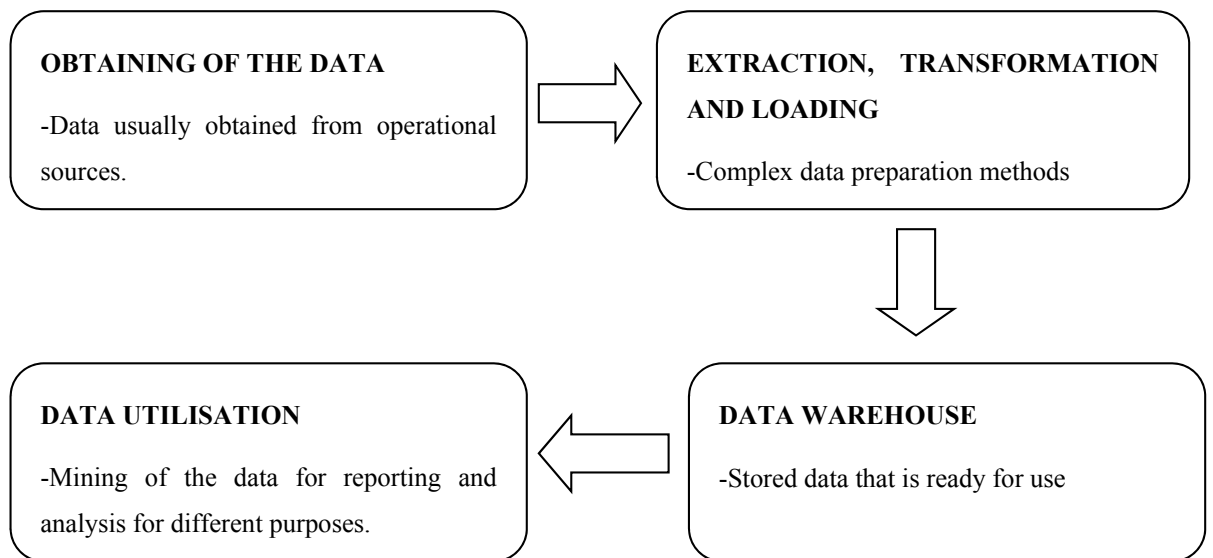 OBTAINING OF THE DATA
-Data usually obtained from operational
sources.
EXTRACTION, TRANSFORMATION
AND LOADING
-Complex data preparation methods
DATA UTILISATION
-Mining of the data for reporting and
analysis for different purposes.
DATA WAREHOUSE
-Stored data that is ready for use